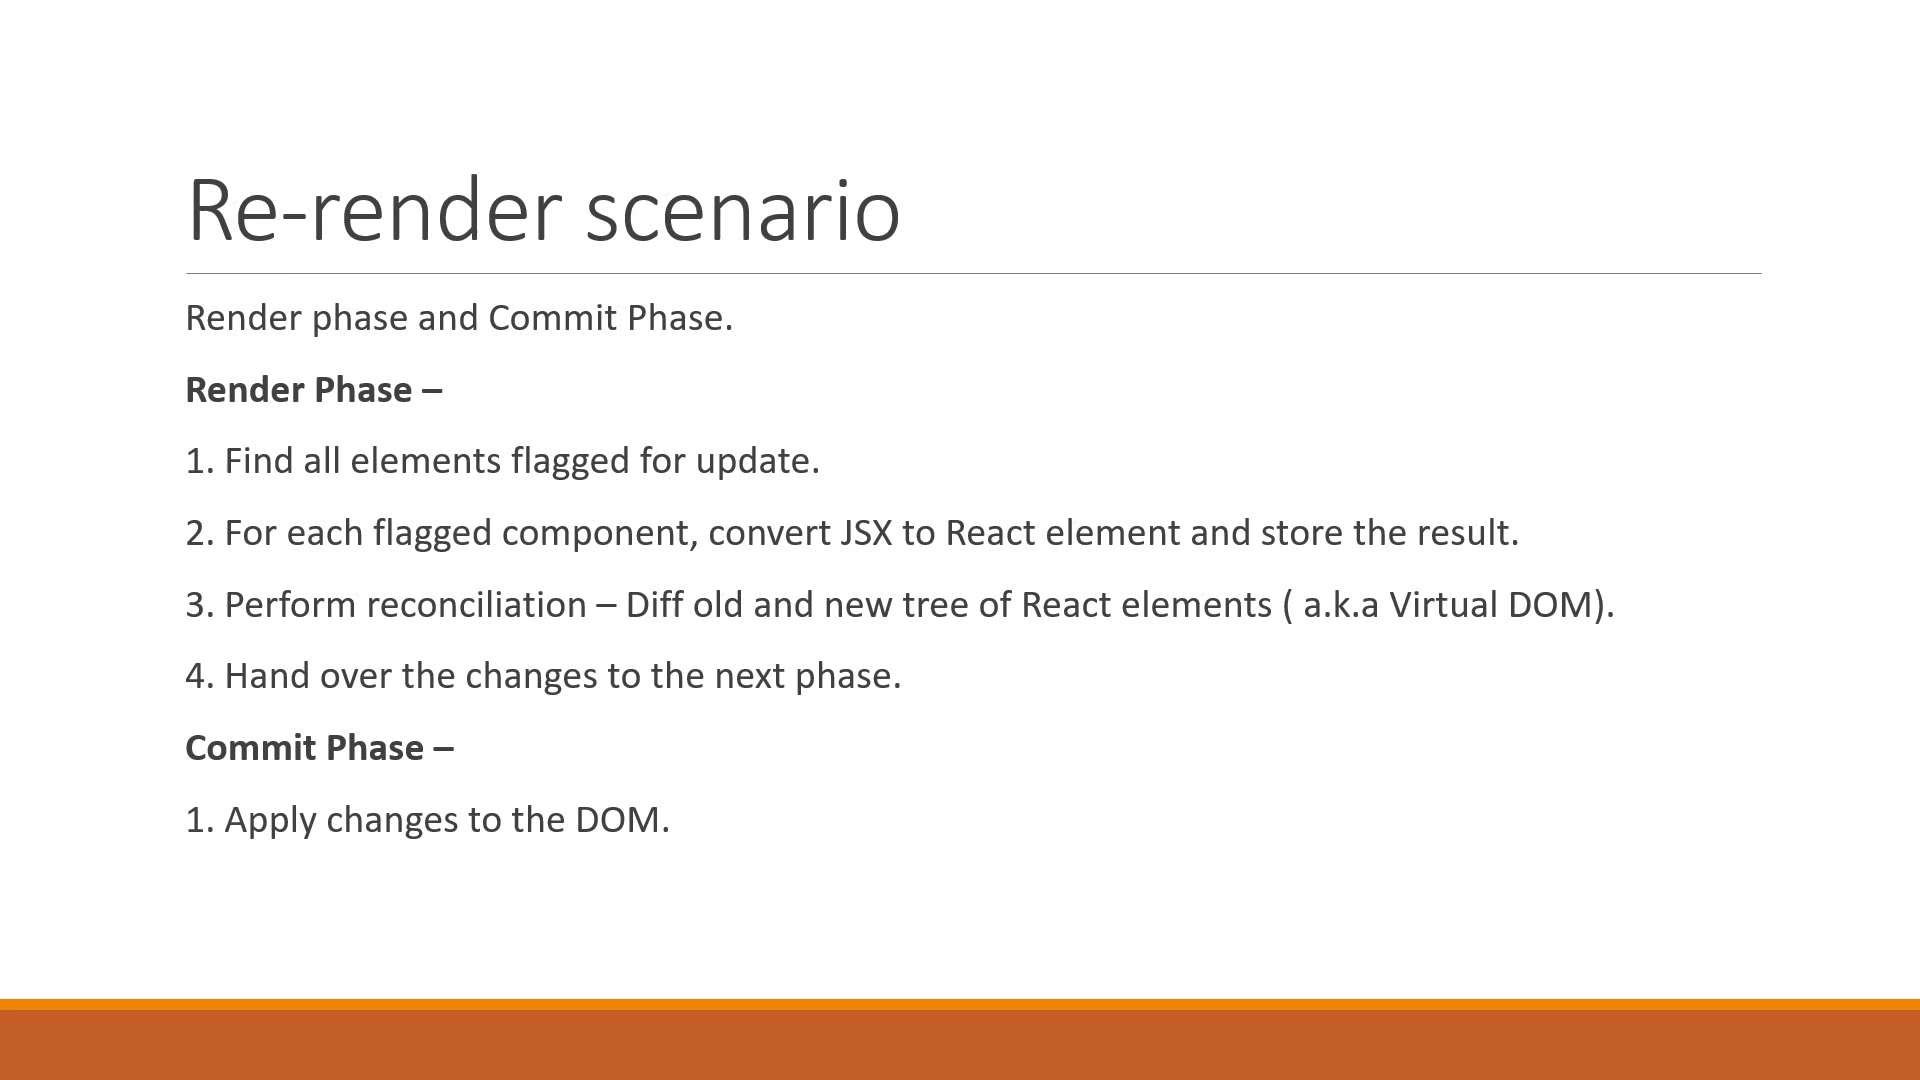 Re-render scenario
Render phase and Commit Phase.
Render Phase –
1. Find all elements flagged for update.
2. For each flagged component, convert JSX to React element and store the result.
3. Perform reconciliation – Diff old and new tree of React elements ( a.k.a Virtual DOM).
4. Hand over the changes to the next phase.
Commit Phase –
1. Apply changes to the DOM.